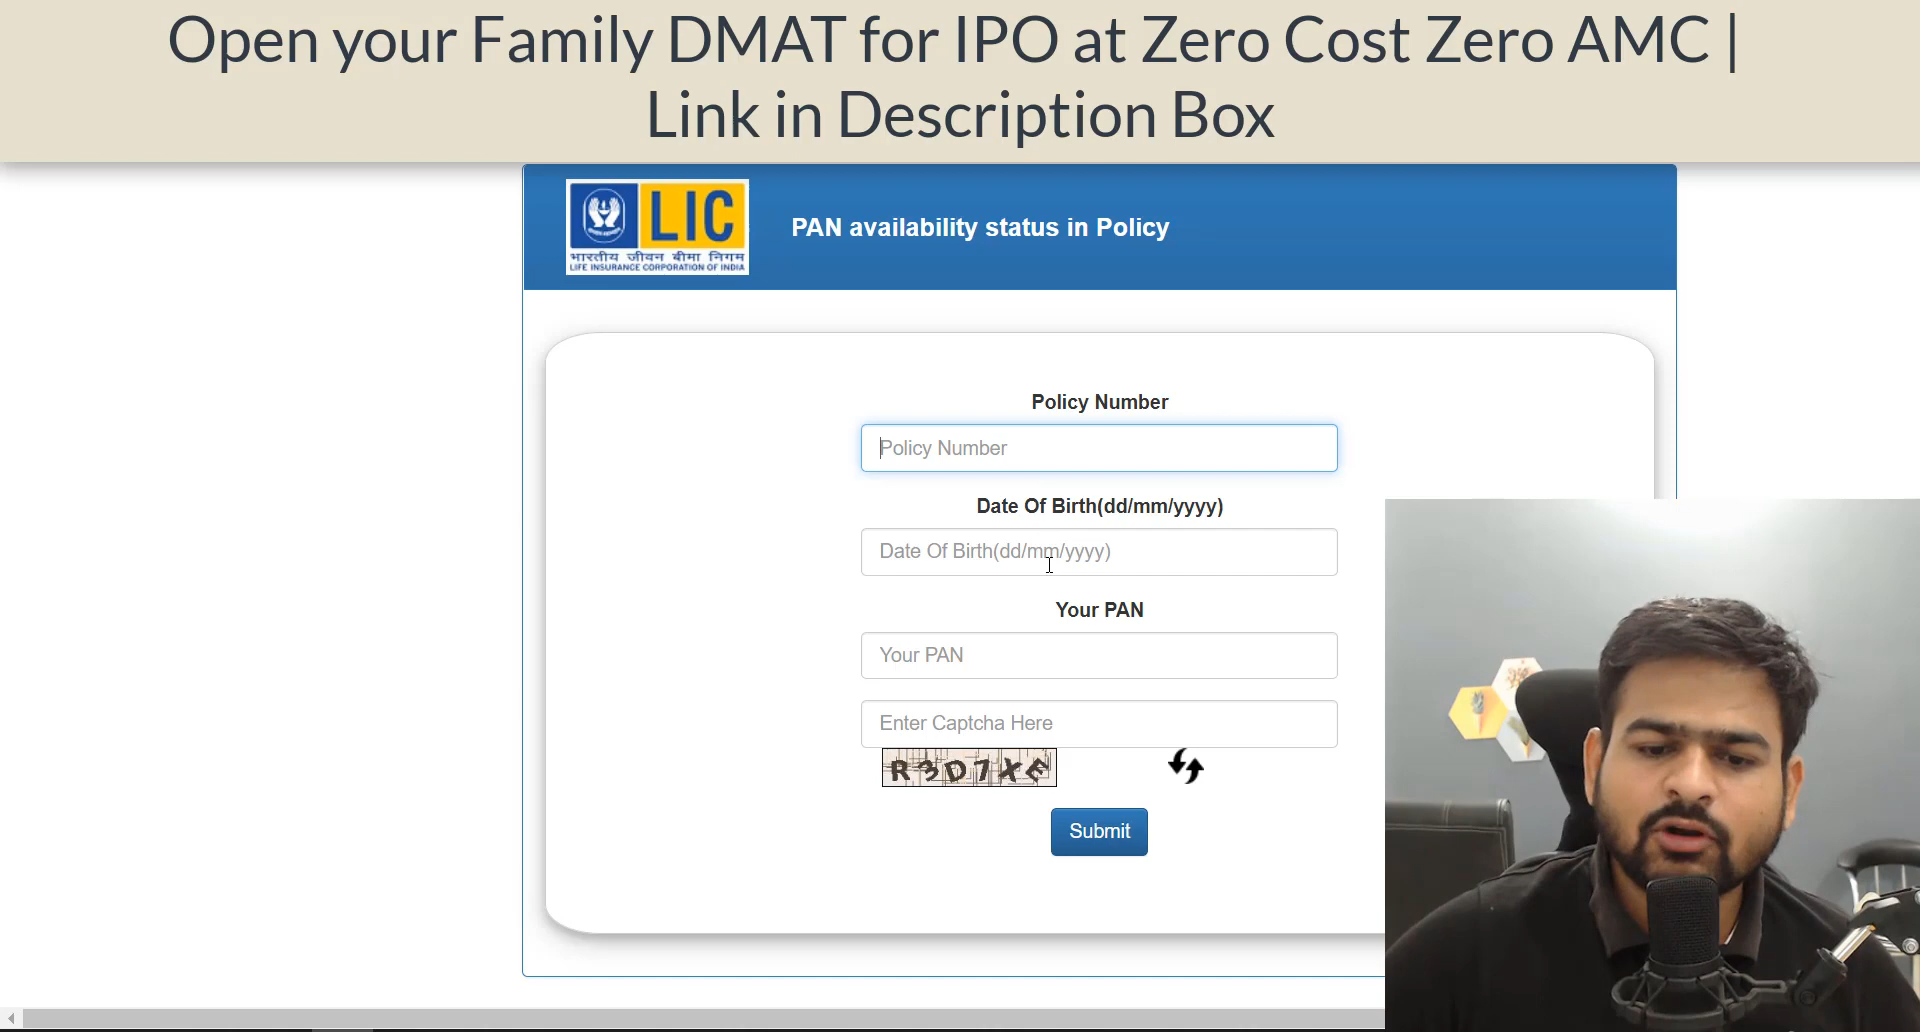 Open your Family DMAT for IPO at Zero Cost Zero AMC |
Link in Description Box
LIC
भारतीय जीवन बीमा निगम
LIFE INSURANCE CORPORATION OF INDIA
PAN availability status in Policy
Policy Number
Policy Number
Date Of Birth(dd/mm/yyyy)
Date Of Birth(dd/mm/yyyy)
Your PAN
Your PAN
Enter Captcha Here
R3D7XE
Submit